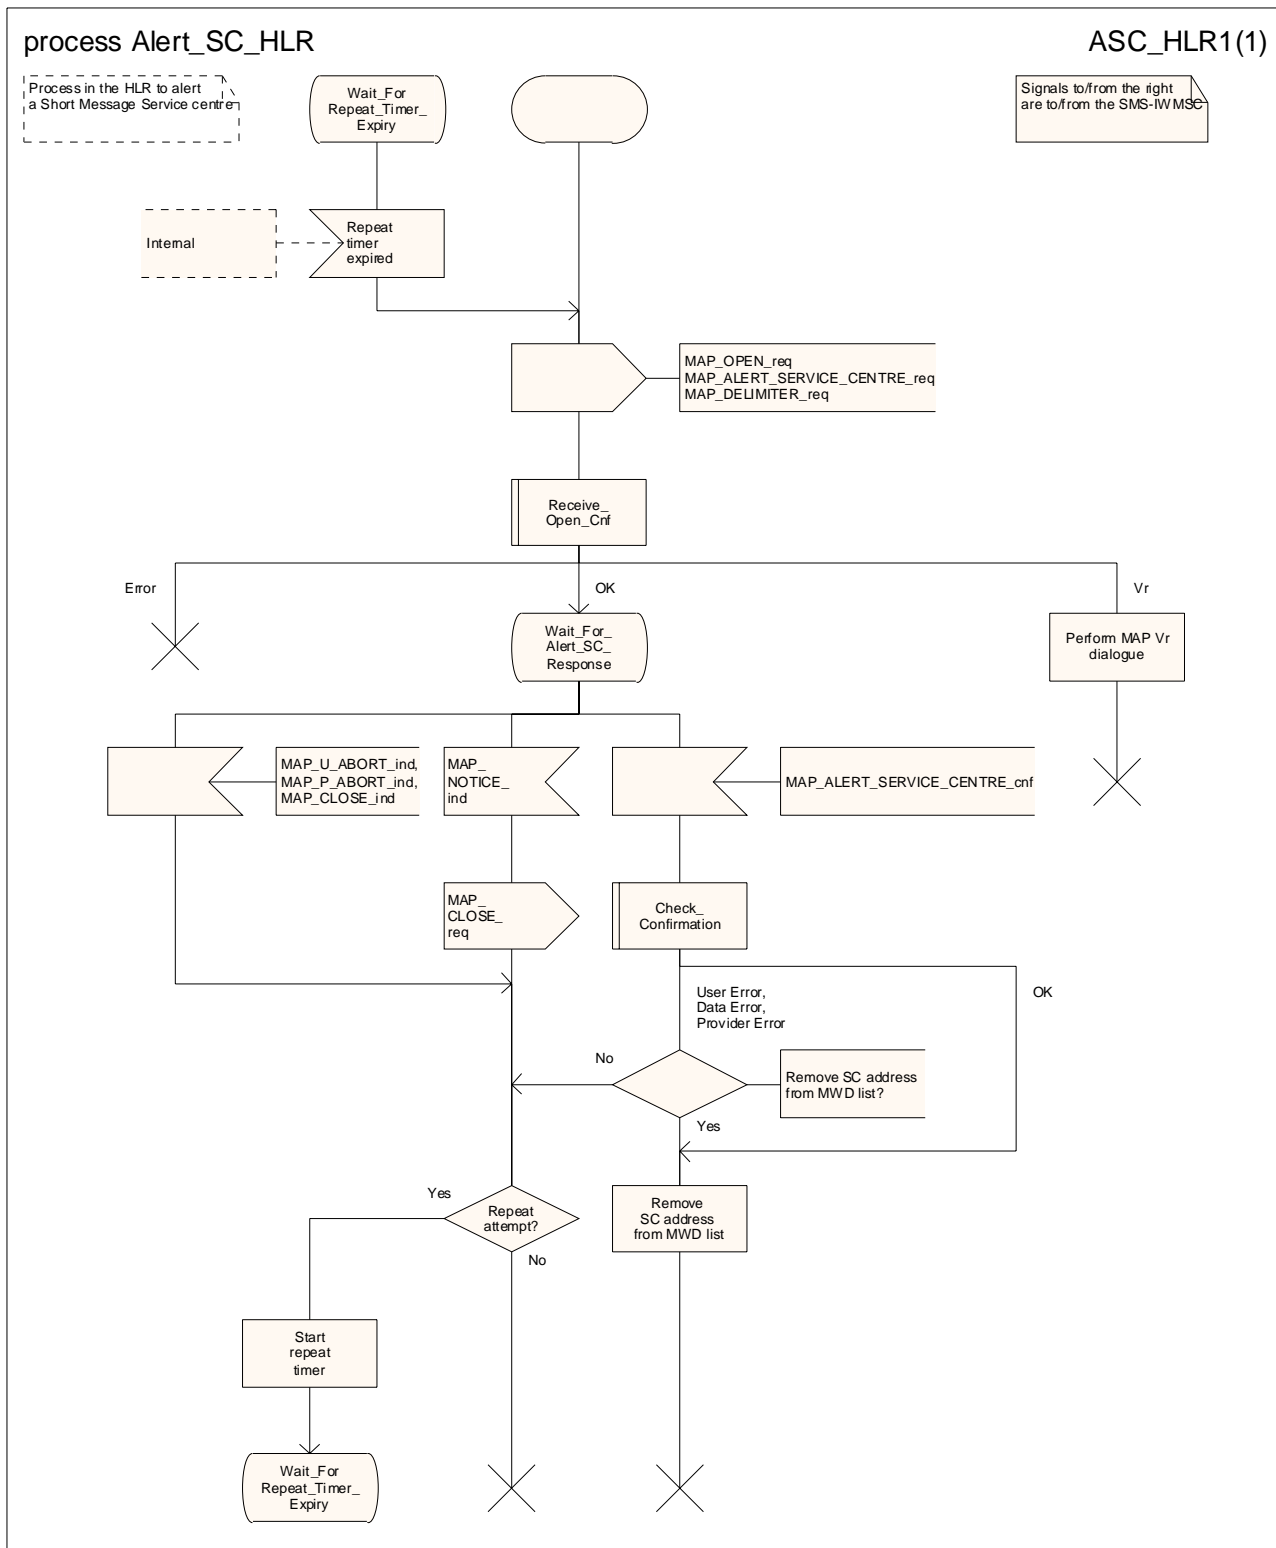 process Alert_SC_HLR
ASC_HLR1(1)
Process in the HLR to alert
a Short Message Service centre
Wait_For
Repeat_Timer_
Expiry
Signals to/from the right
are to/from the SMS-IWMSC
Internal
Repeat
timer
expired
MAP_OPEN_req
MAP_ALERT_SERVICE_CENTRE_req
MAP_DELIMITER_req
Receive_
Open_Cnf
Error
OK
Vr
Wait_For_
Alert_SC_
Response
Perform MAP Vr
dialogue
MAP_U_ABORT_ind,
MAP_P_ABORT_ind,
MAP_CLOSE_ind
MAP_
NOTICE_
ind
MAP_ALERT_SERVICE_CENTRE_cnf
MAP_
CLOSE_
req
Check_
Confirmation
User Error,
Data Error,
Provider Error
OK
No
Remove SC address
from MWD list?
Yes
Yes
Repeat
attempt?
No
Remove
SC address
from MWD list
Start
repeat
timer
Wait_For
Repeat_Timer_
Expiry